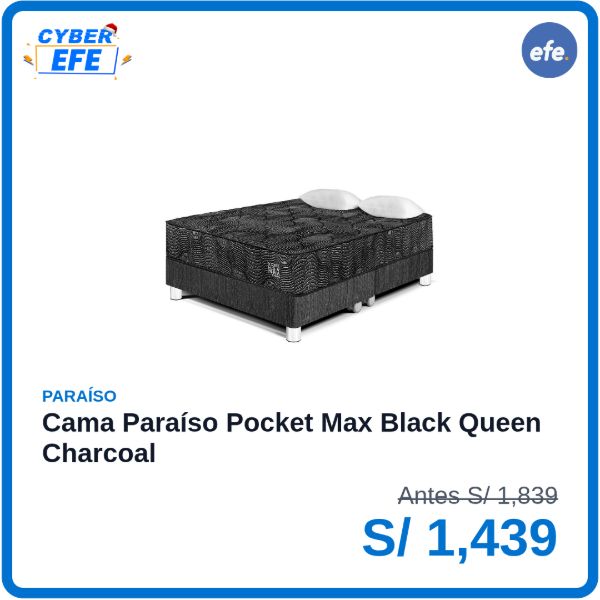 CYBER
EFE
efe.
PARAÍSO
Cama Paraíso Pocket Max Black Queen
Charcoal
Antes S/ 1,839
S/ 1,439